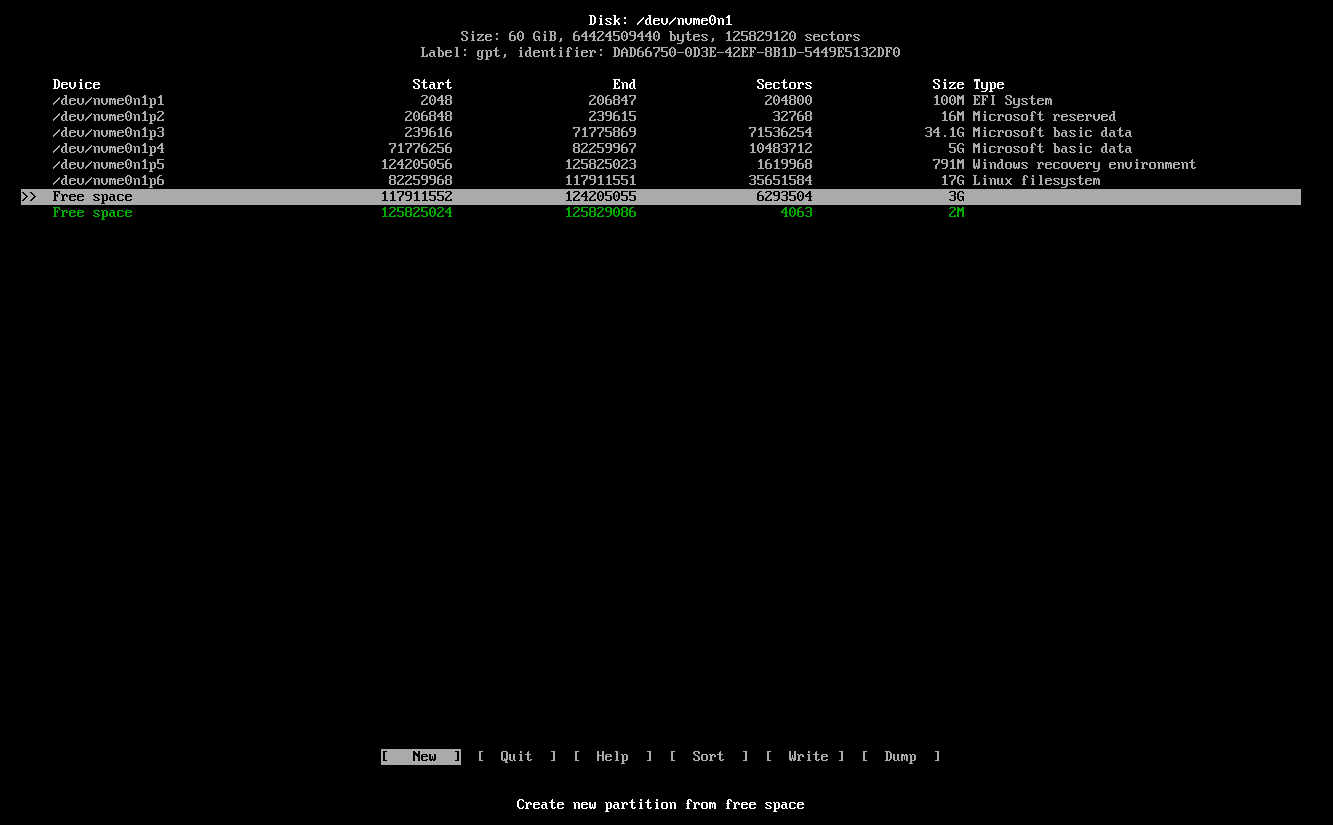 Disk: /dev/nvme0n1
Size: 60 GiB, 64424509440 bytes, 125829120 sectors
Label: gpt, identifier: DAD66750-0D3E-42EF-8B1D-5449E5132DF0
Device Start End Sectors Size Type
/dev/nvme0n1p1 2048 206847 204800 100M EFI System
/dev/nvme0n1p2 206848 239615 32768 16M Microsoft reserved
/dev/nvme0n1p3 239616 71775869 71536254 34.1G Microsoft basic data
/dev/nvme0n1p4 71776256 82259967 10483712 5G Microsoft basic data
/dev/nvme0n1p5 124205056 125825023 1619968 791M Windows recovery environment
/dev/nvme0n1p6 82259968 117911551 35651584 17G Linux filesystem
>> Free space 117911552 124205055 6293504 3G
Free space 125825024 125829086 4063 2M
[ New ] [ Quit ] [ Help ] [ Sort ] [ Write ] [ Dump ]
Create new partition from free space